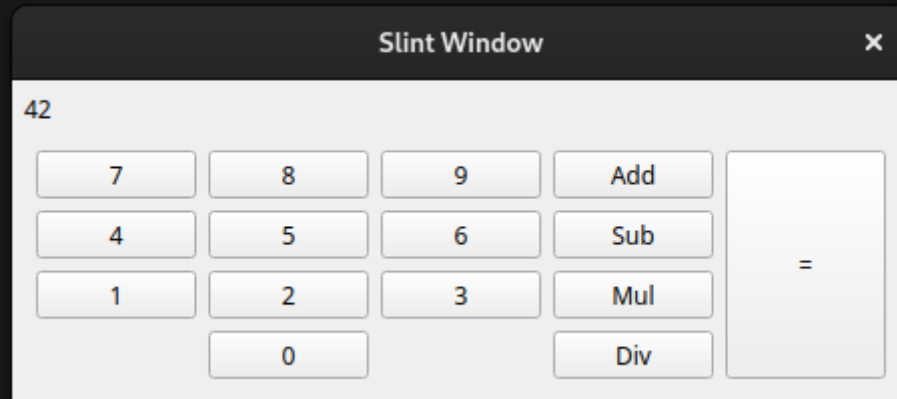 Slint Window ×
42
7 8 9 Add
4 5 6 Sub =
1 2 3 Mul
0 Div